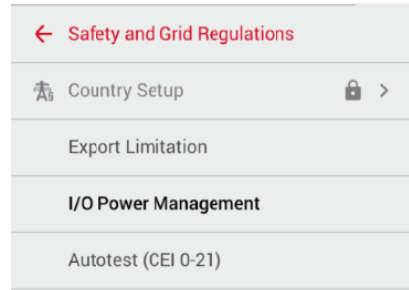 Safety and Grid Regulations
Country Setup
Export Limitation
I/O Power Management
Autotest (CEI 0-21)